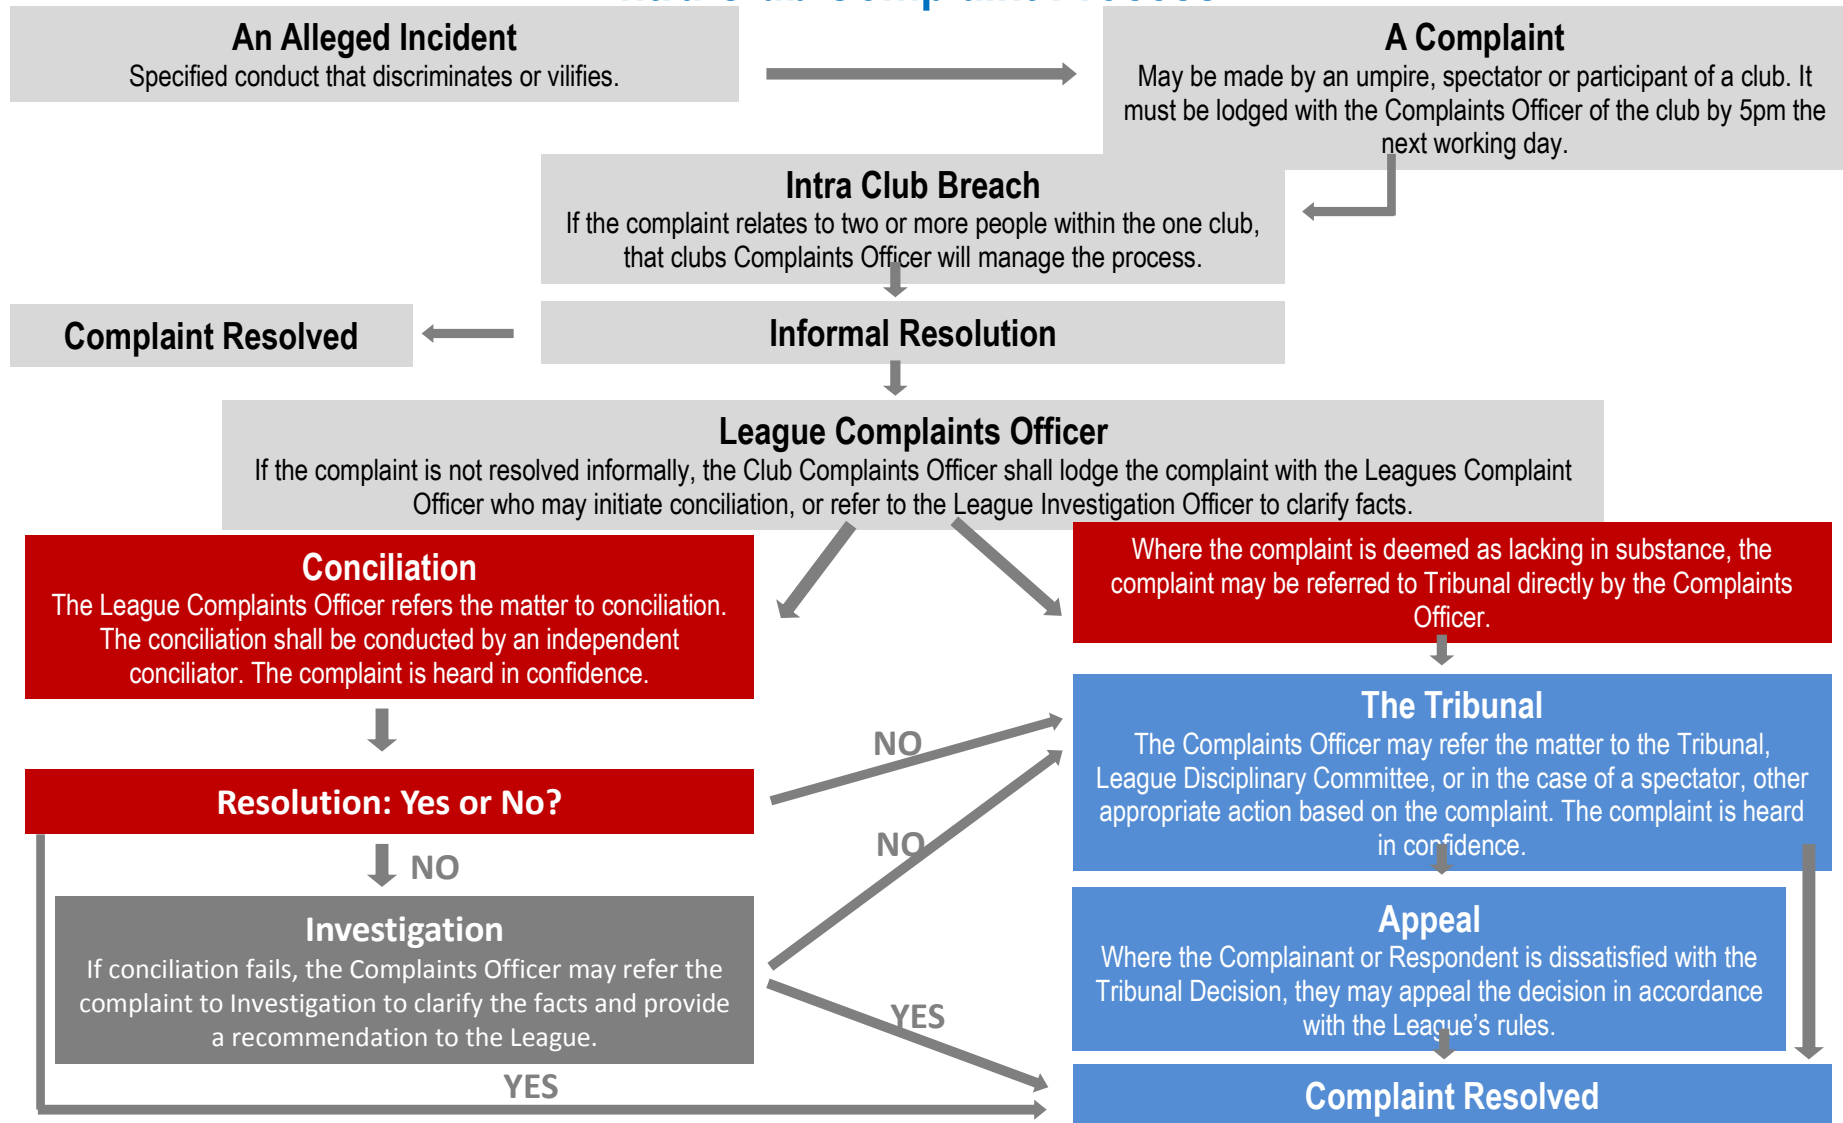 An Alleged Incident
Specified conduct that discriminates or vilifies.
A Complaint
May be made by an umpire, spectator or participant of a club. It
must be lodged with the Complaints Officer of the club by 5pm the
next working day.
Intra Club Breach
If the complaint relates to two or more people within the one club,
that clubs Complaints Officer will manage the process.
Complaint Resolved
Informal Resolution
League Complaints Officer
If the complaint is not resolved informally, the Club Complaints Officer shall lodge the complaint with the Leagues Complaint
Officer who may initiate conciliation, or refer to the League Investigation Officer to clarify facts.
Conciliation
The League Complaints Officer refers the matter to conciliation.
The conciliation shall be conducted by an independent
conciliator. The complaint is heard in confidence.
Where the complaint is deemed as lacking in substance, the
complaint may be referred to Tribunal directly by the Complaints
Officer.
The Tribunal
The Complaints Officer may refer the matter to the Tribunal,
League Disciplinary Committee, or in the case of a spectator, other
appropriate action based on the complaint. The complaint is heard
in confidence.
NO
Resolution: Yes or No?
NO
NO
Investigation
If conciliation fails, the Complaints Officer may refer the
complaint to Investigation to clarify the facts and provide
a recommendation to the League.
Appeal
Where the Complainant or Respondent is dissatisfied with the
Tribunal Decision, they may appeal the decision in accordance
with the League's rules.
YES
YES
Complaint Resolved